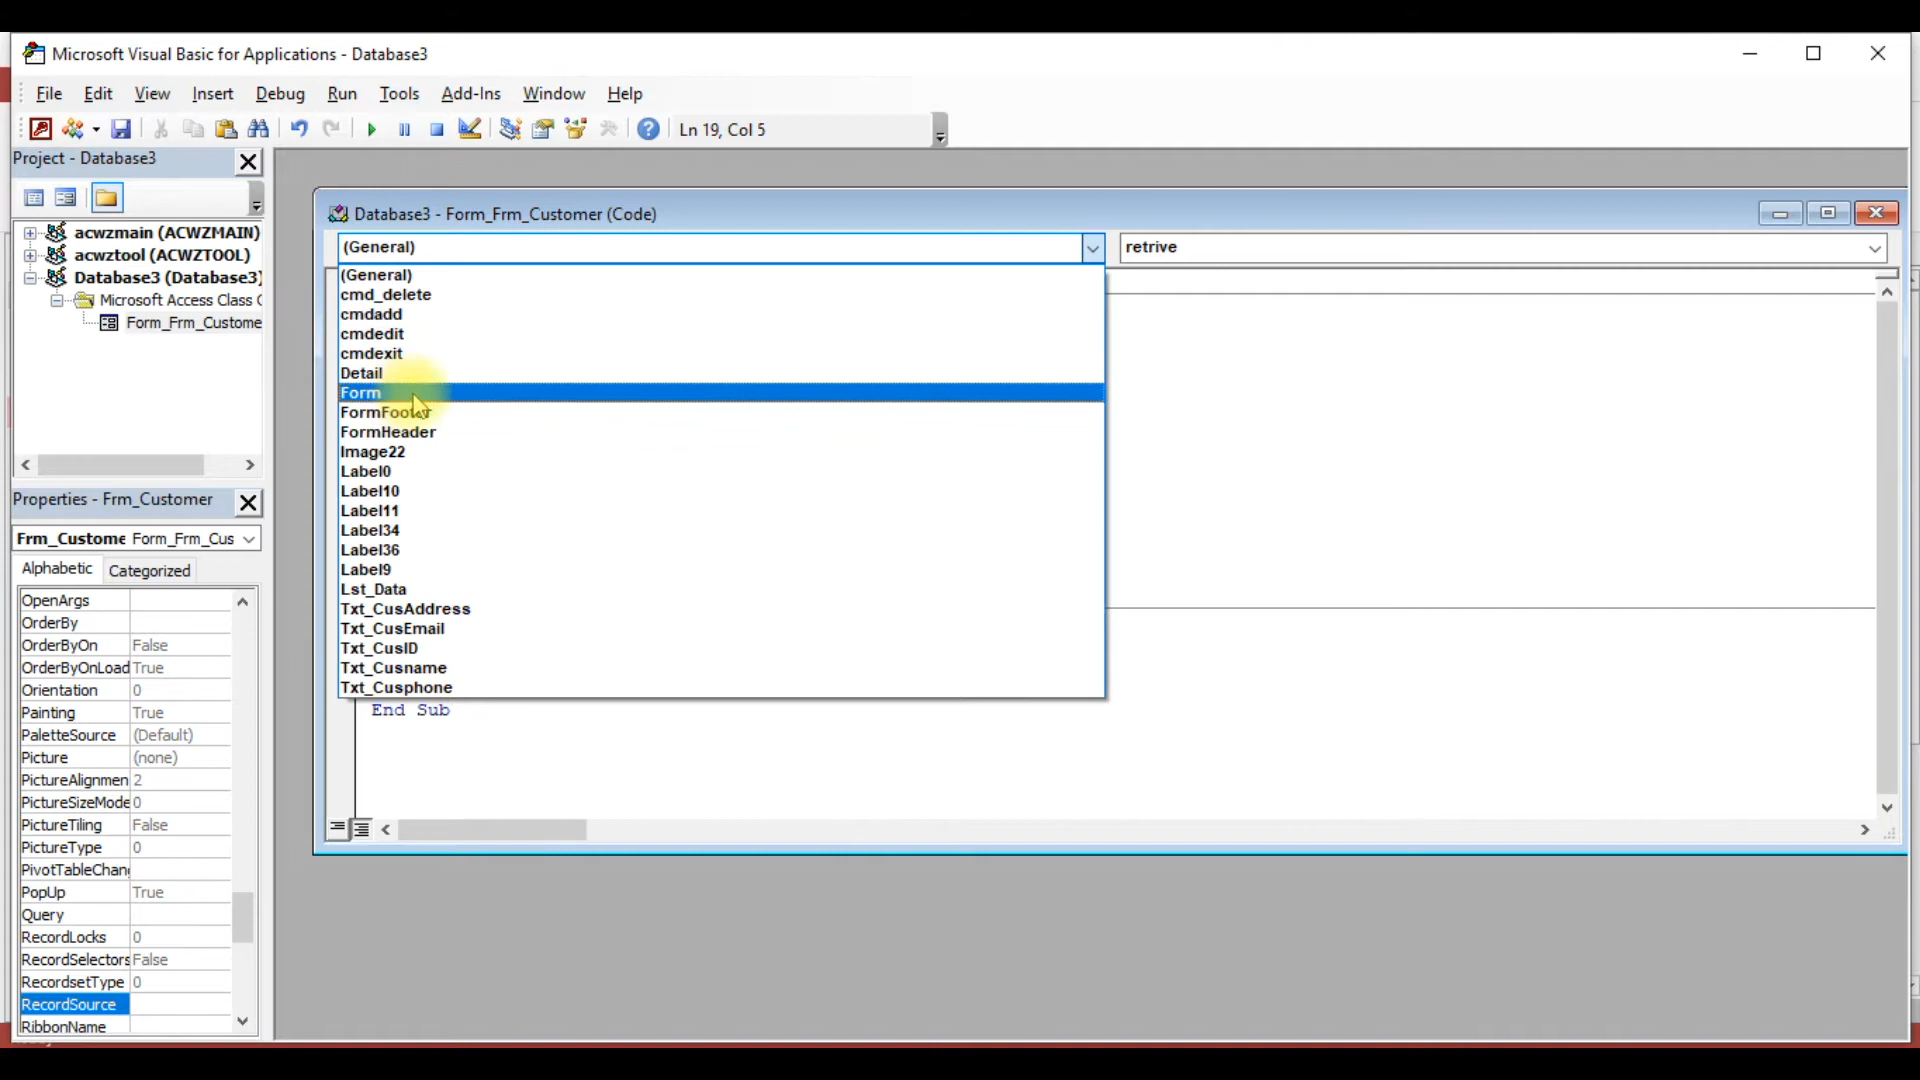 Microsoft Visual Basic for Applications - Database3
File Edit View Insert Debug Run Tools Add-Ins Window Help
Ln 19, Col 5
Project - Database3
acwzmain (ACWZMAIN)
acwztool (ACWZTOOL)
Database3 (Database3)
Microsoft Access Class
Form_Frm_Custome
Properties - Frm_Customer
Frm_Custome Form_Frm_Cus
Alphabetic Categorized
OpenArgs
OrderBy
OrderByOn False
OrderByOnLoad True
Orientation 0
Painting True
PaletteSource (Default)
Picture (none)
PictureAlignmen 2
PictureSizeMode 0
PictureTiling False
PictureType 0
PivotTableChang
PopUp True
Query
RecordLocks 0
RecordSelectors False
RecordsetType 0
RecordSource
RibbonName
Database3 - Form_Frm_Customer (Code)
(General) retrive
(General)
cmd_delete
cmdadd
cmdedit
cmdexit
Detail
Form
FormFooter
FormHeader
Image22
Label0
Label10
Label11
Label34
Label36
Label9
Lst_Data
Txt_CusAddress
Txt_CusEmail
Txt_CusID
Txt_Cusname
Txt_Cusphone
End Sub